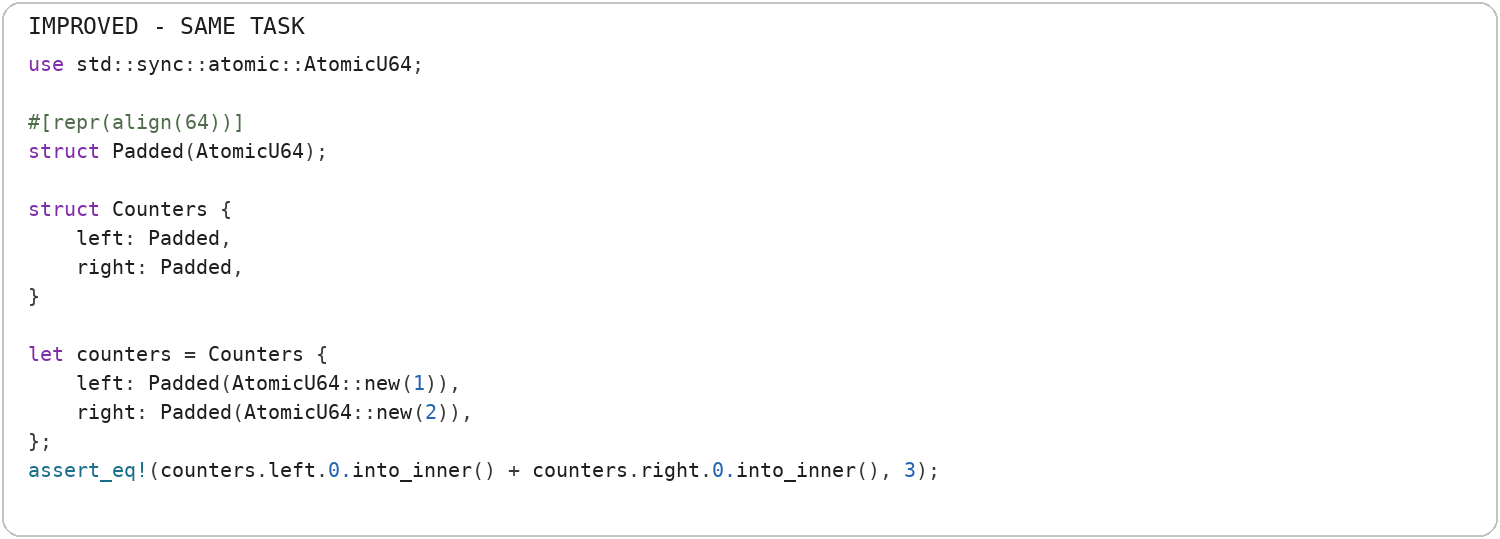 IMPROVED - SAME TASK
use std::sync::atomic::AtomicU64;

#[repr(align(64))]
struct Padded(AtomicU64);

struct Counters {
    left: Padded,
    right: Padded,
}

let counters = Counters {
    left: Padded(AtomicU64::new(1)),
    right: Padded(AtomicU64::new(2)),
};
assert_eq!(counters.left.0.into_inner() + counters.right.0.into_inner(), 3);